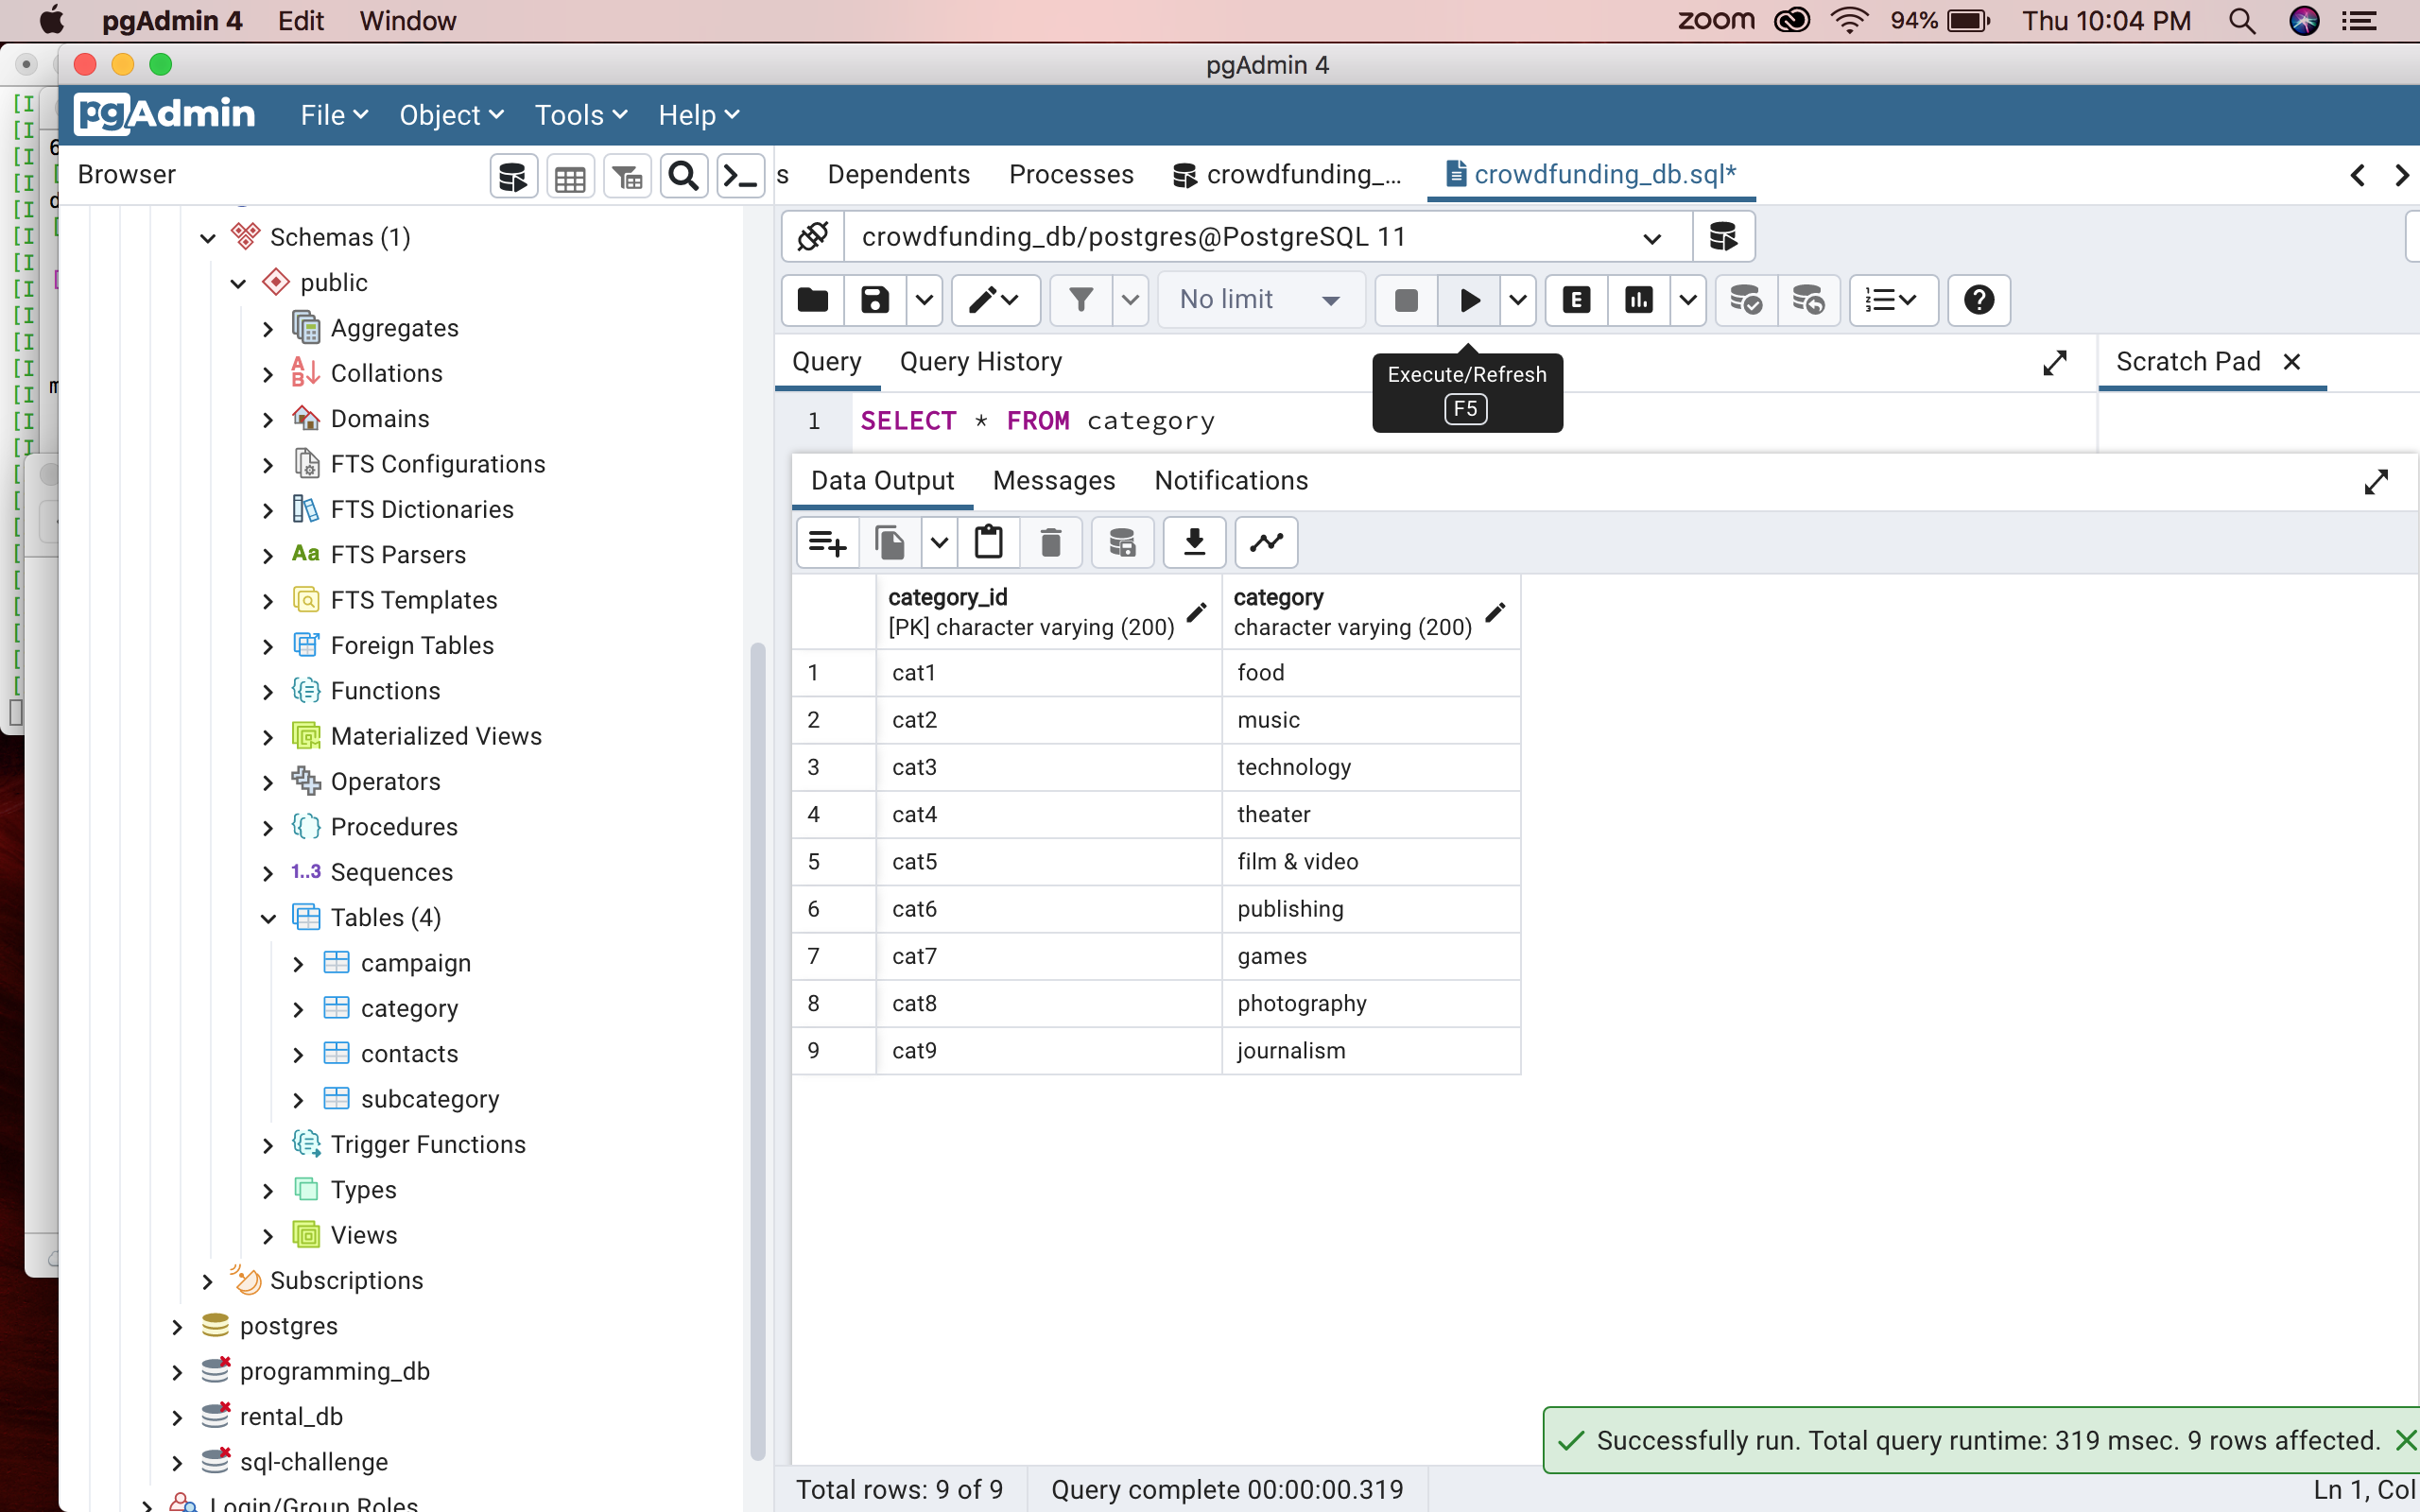 pgAdmin 4 Edit Window zoom 94% Thu 10:04 PM
pgAdmin 4
pgAdmin File Object Tools Help
Browser s Dependents Processes crowdfunding_... crowdfunding_db.sql*
Schemas (1)
public
Aggregates
Collations
Domains
FTS Configurations
FTS Dictionaries
Aa FTS Parsers
FTS Templates
Foreign Tables
Functions
Materialized Views
Operators
Procedures
1..3 Sequences
Tables (4)
campaign
category
contacts
subcategory
Trigger Functions
Types
Views
Subscriptions
postgres
programming_db
rental_db
sql-challenge
Login/Group Roles
crowdfunding_db/postgres@PostgreSQL 11
No limit E
Query Query History Scratch Pad
Execute/Refresh
F5
1 SELECT * FROM category
Data Output Messages Notifications
category_id category
[PK] character varying (200) character varying (200)
1 cat1 food
2 cat2 music
3 cat3 technology
4 cat4 theater
5 cat5 film & video
6 cat6 publishing
7 cat7 games
8 cat8 photography
9 cat9 journalism
Successfully run. Total query runtime: 319 msec. 9 rows affected.
Total rows: 9 of 9 Query complete 00:00:00.319 Ln 1, Col